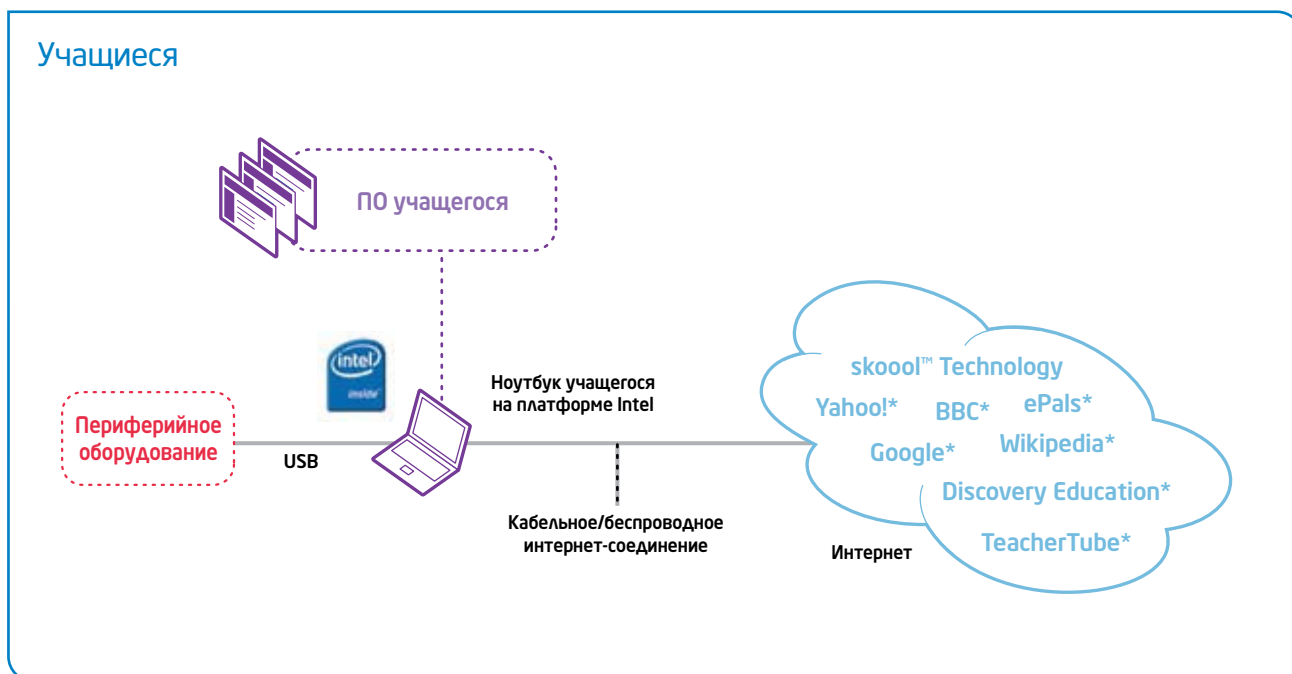 Учащиеся
ПО учащегося
intel
inside™
Ноутбук учащегося
на платформе Intel
Периферийное
оборудование
USB
Кабельное/беспроводное
интернет-соединение
Интернет
skoool™ Technology
Yahoo!*
BBC*
ePals*
Google*
Wikipedia*
Discovery Education*
TeacherTube*